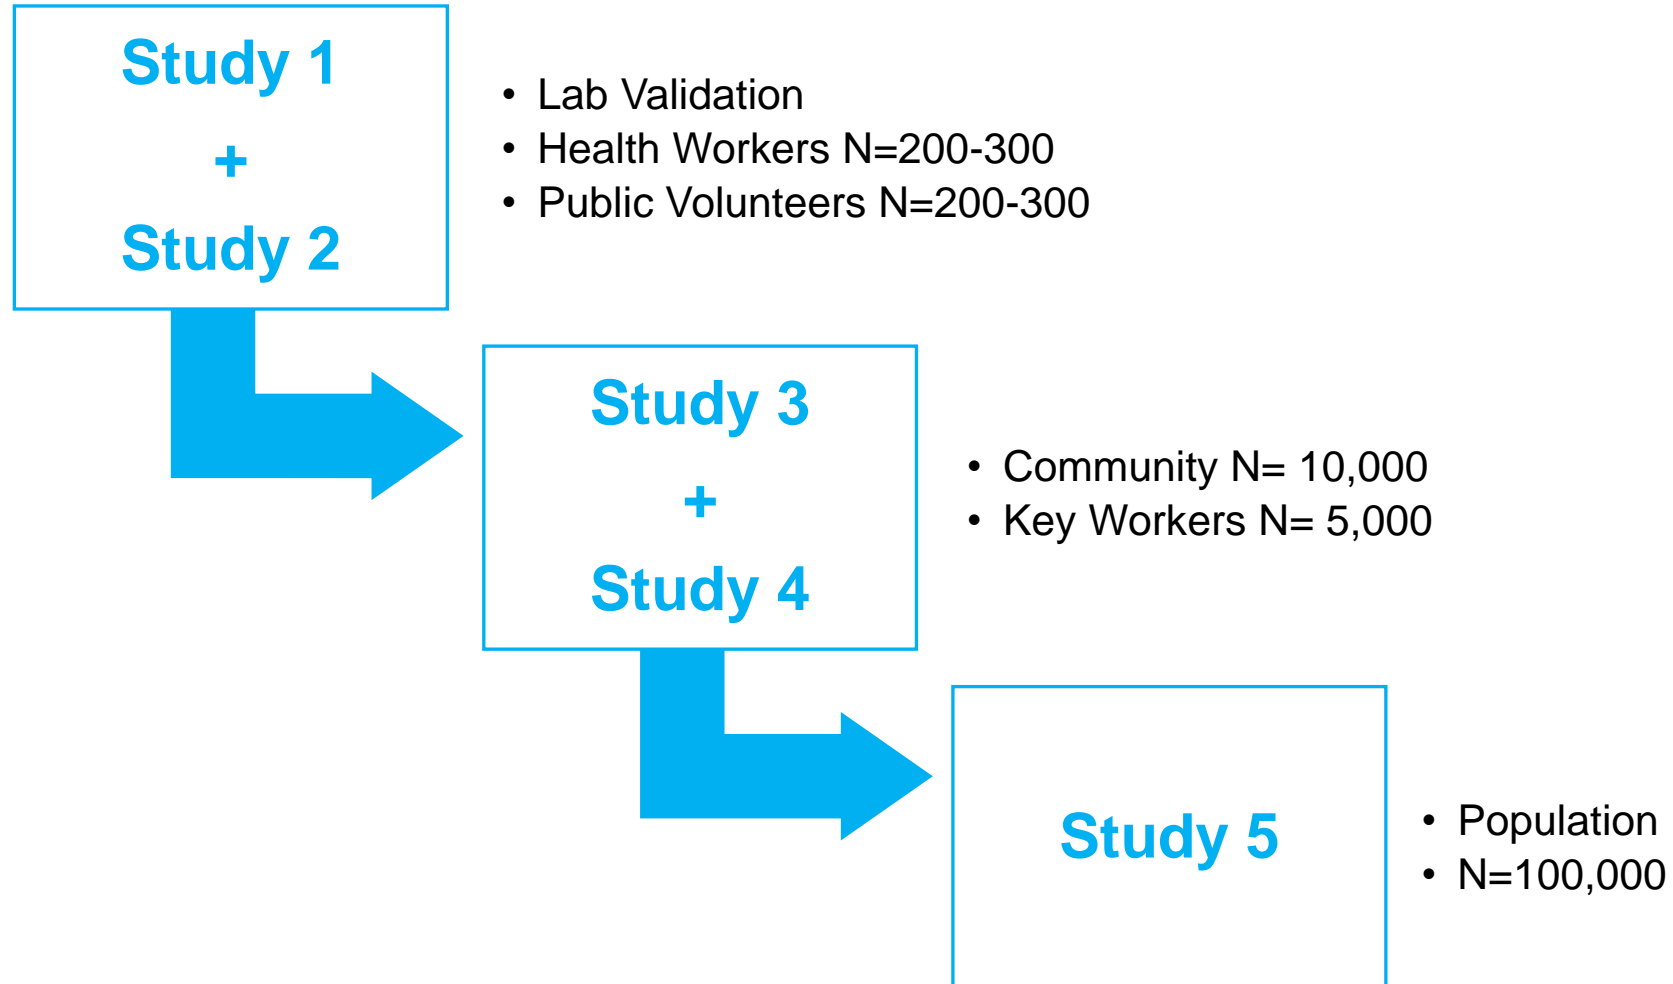 Study 1
+
Study 2
• Lab Validation
• Health Workers N=200-300
• Public Volunteers N=200-300
Study 3
+
Study 4
• Community N= 10,000
• Key Workers N= 5,000
Study 5
• Population
• N=100,000